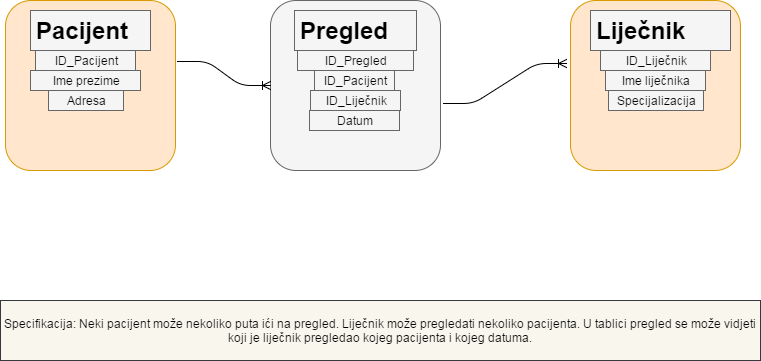 Pacijent
ID_Pacijent
Ime prezime
Adresa
Pregled
ID_Pregled
ID_Pacijent
ID_Liječnik
Datum
Liječnik
ID_Liječnik
Ime liječnika
Specijalizacija
Specifikacija: Neki pacijent može nekoliko puta ići na pregled. Liječnik može pregledati nekoliko pacijenta. U tablici pregled se može vidjeti
koji je liječnik pregledao kojeg pacijenta i kojeg datuma.